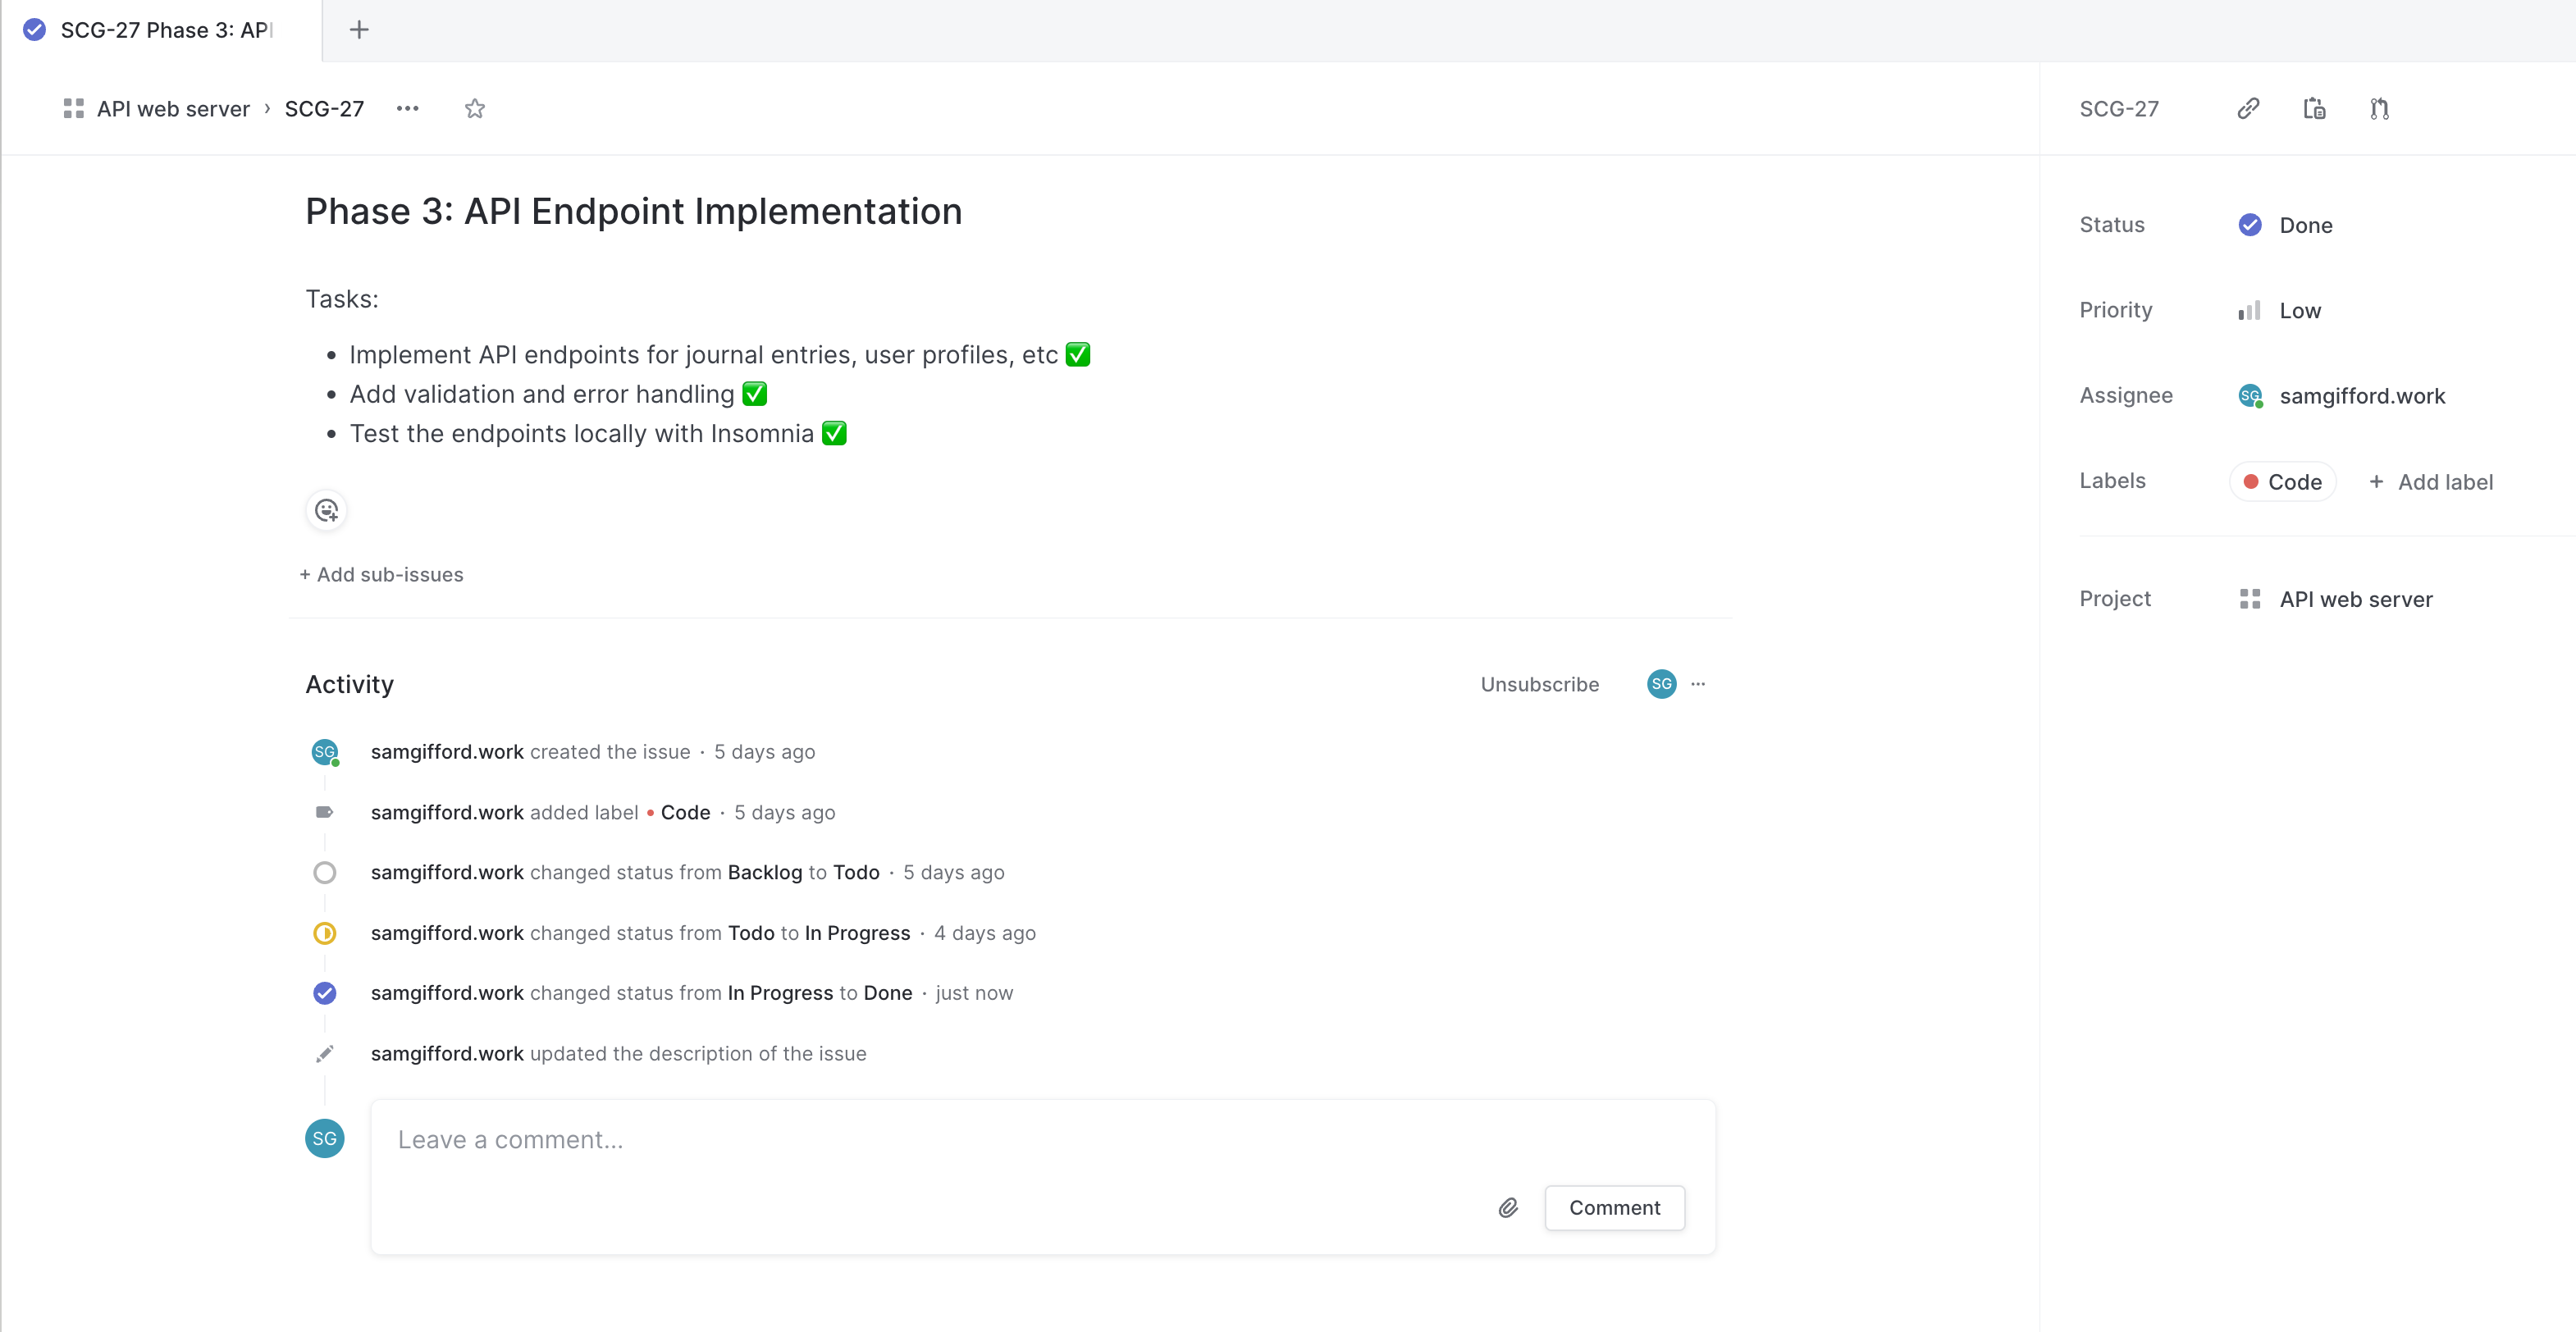 SCG-27 Phase 3: API
API web server › SCG-27 ···
SCG-27
Phase 3: API Endpoint Implementation
Tasks:
• Implement API endpoints for journal entries, user profiles, etc ✅
• Add validation and error handling ✅
• Test the endpoints locally with Insomnia ✅
+ Add sub-issues
Activity
Unsubscribe SG ···
SG samgifford.work created the issue · 5 days ago
samgifford.work added label • Code · 5 days ago
samgifford.work changed status from Backlog to Todo · 5 days ago
samgifford.work changed status from Todo to In Progress · 4 days ago
samgifford.work changed status from In Progress to Done · just now
samgifford.work updated the description of the issue
SG Leave a comment...
Comment
Status Done
Priority Low
Assignee SG samgifford.work
Labels Code + Add label
Project API web server